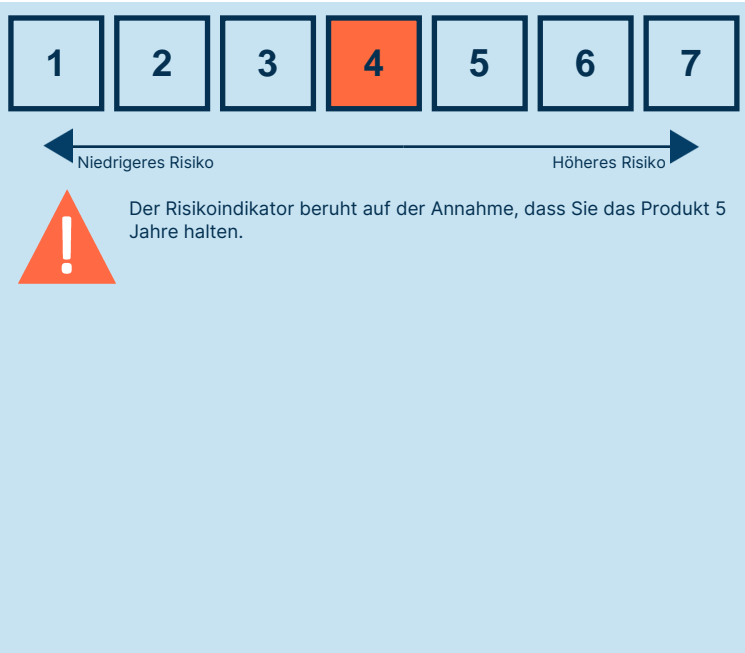 1 2 3 4 5 6 7
Niedrigeres Risiko Höheres Risiko
! Der Risikoindikator beruht auf der Annahme, dass Sie das Produkt 5
Jahre halten.